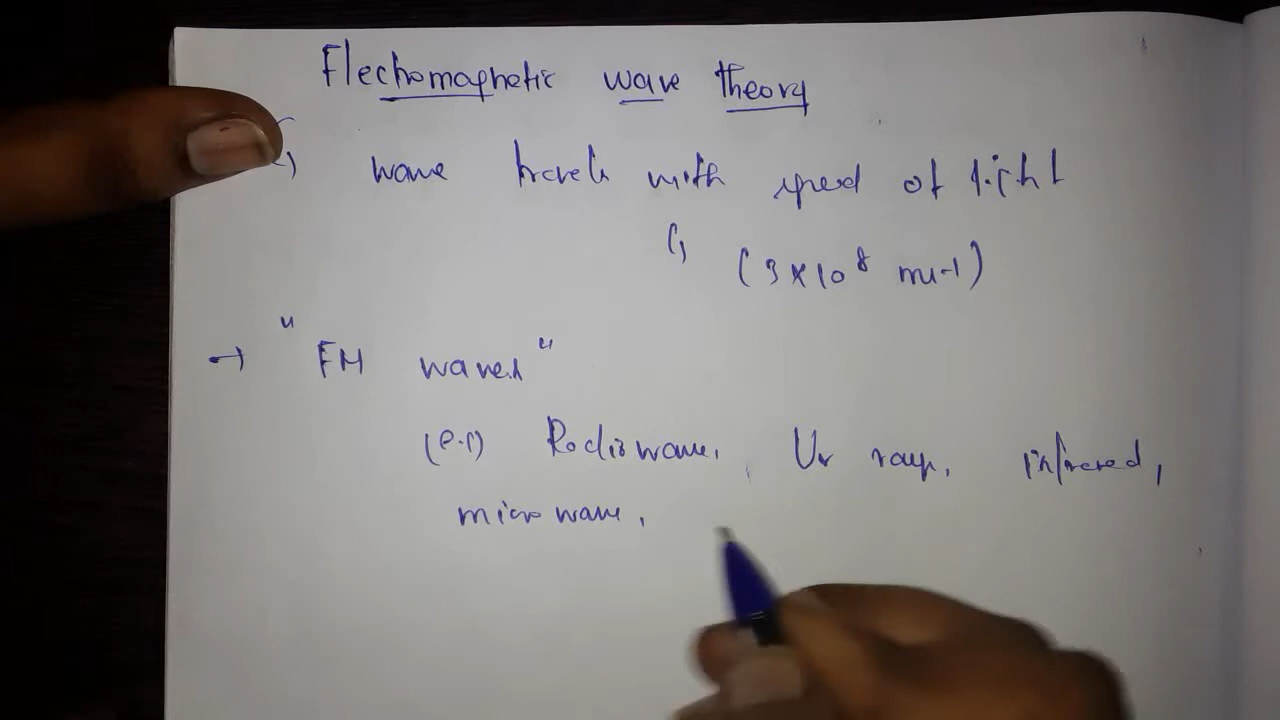 Electromagnetic wave theory
wave travels with speed of light
(3×10⁸ ms-1)
→ "EM waves"
(e.g) Radiowave, Uv rays, infrared,
microwave,